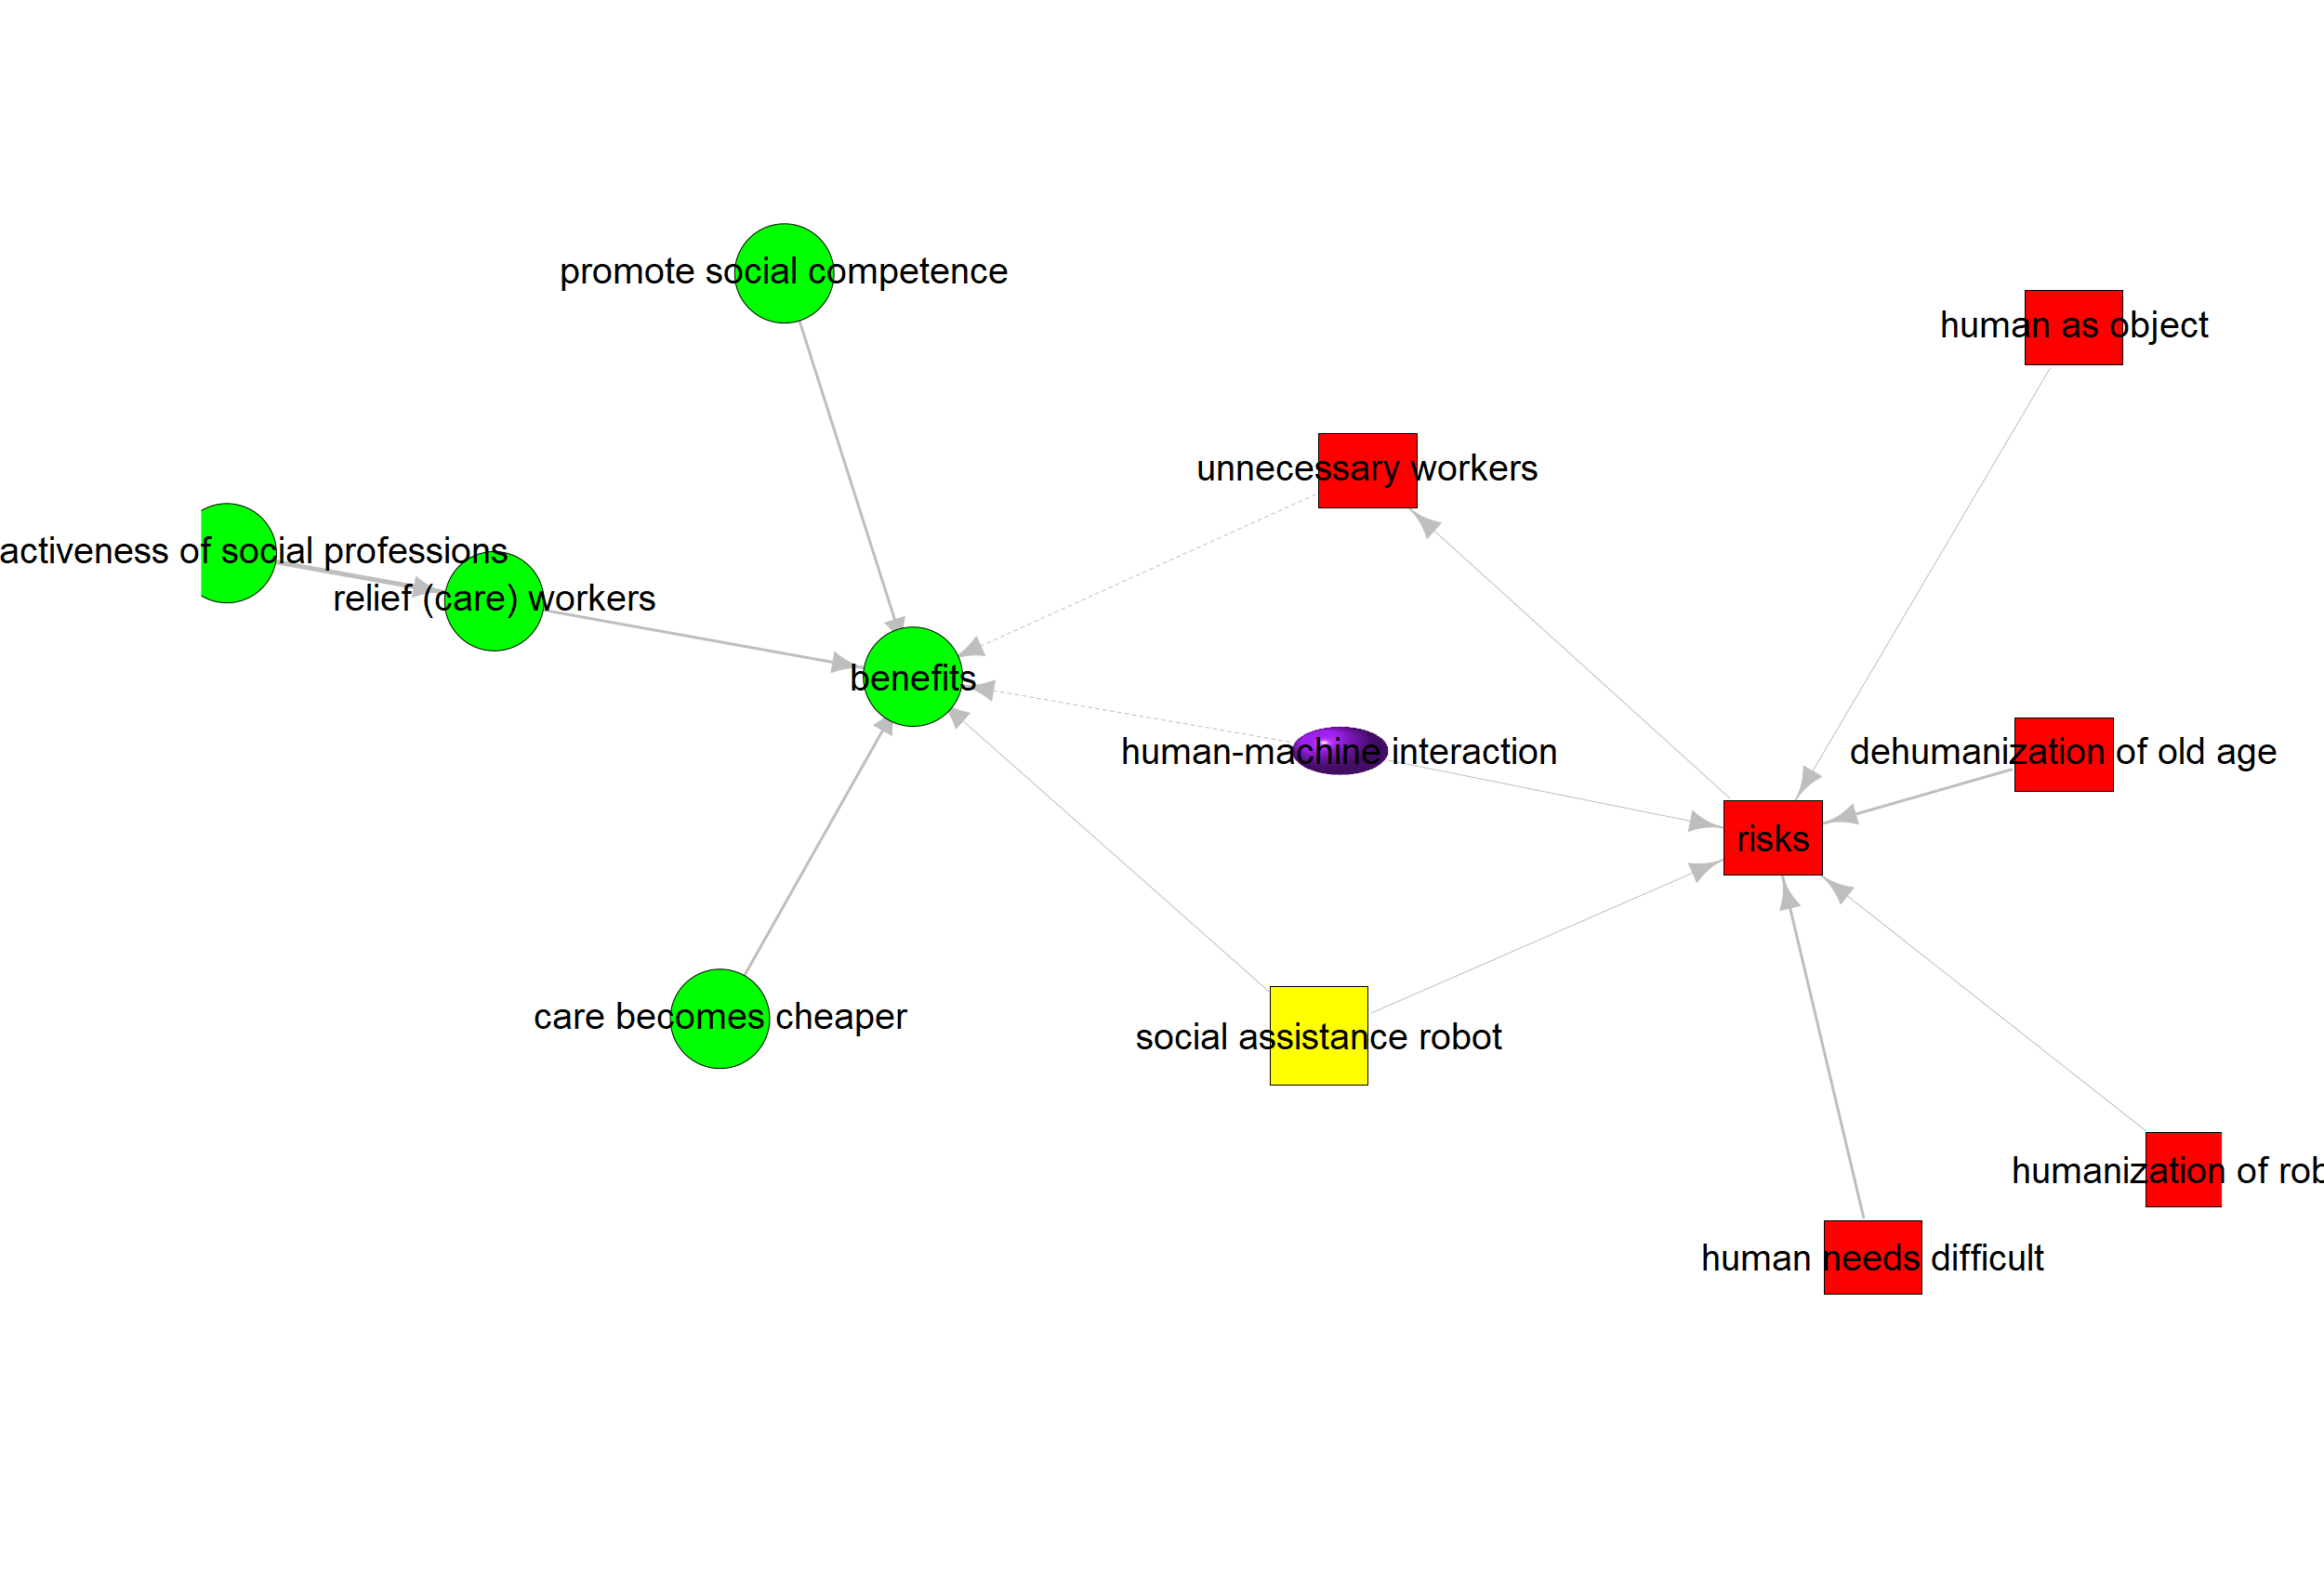 promote social competence
human as object
unnecessary workers
activeness of social professions
relief (care) workers
benefits
human-machine interaction
dehumanization of old age
risks
care becomes cheaper
social assistance robot
humanization of rob
human needs difficult